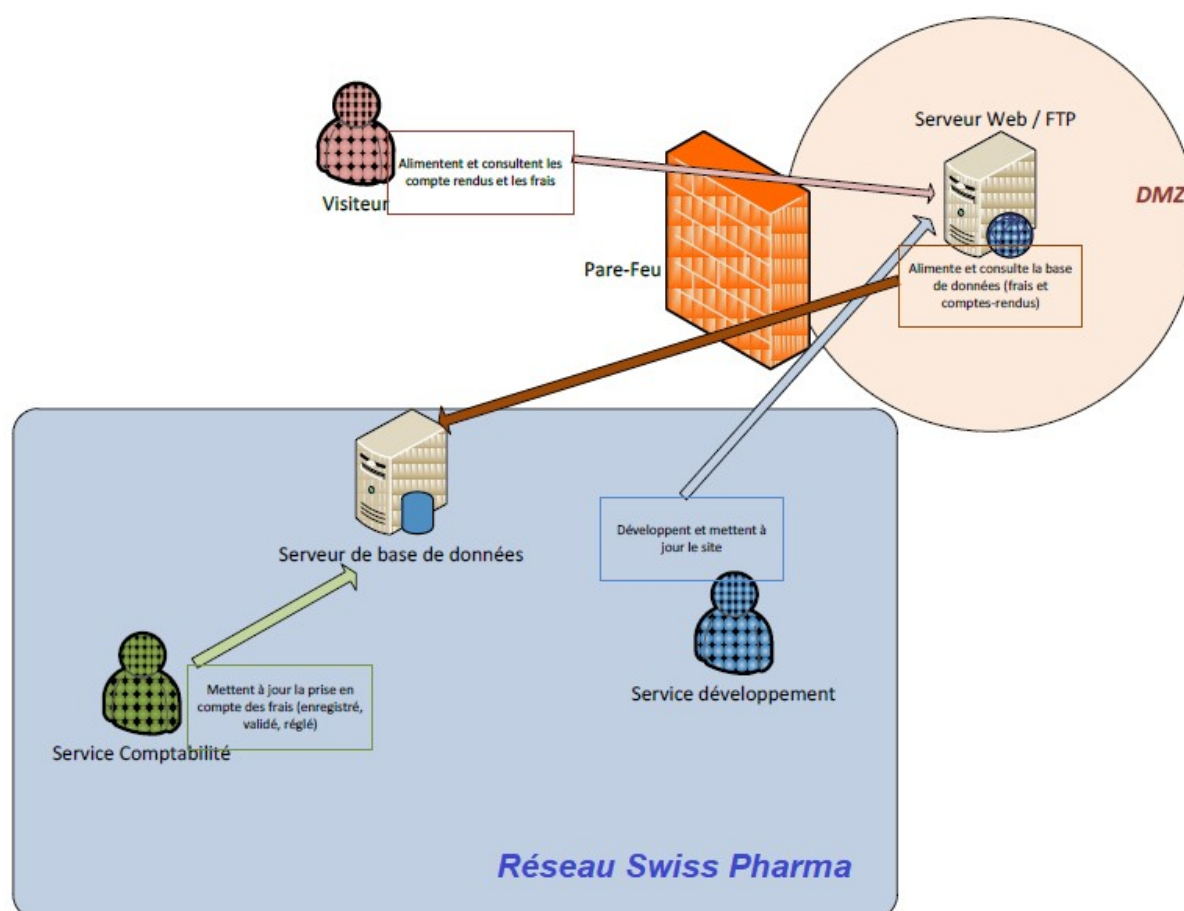 Serveur Web / FTP
Alimentent et consultent les
compte rendus et les frais
Visiteur
DMZ
Pare-Feu
Alimente et consulte la base
de données (frais et
comptes-rendus)
Serveur de base de données
Développent et mettent à
jour le site
Mettent à jour la prise en
compte des frais (enregistré,
validé, réglé)
Service développement
Service Comptabilité
Réseau Swiss Pharma